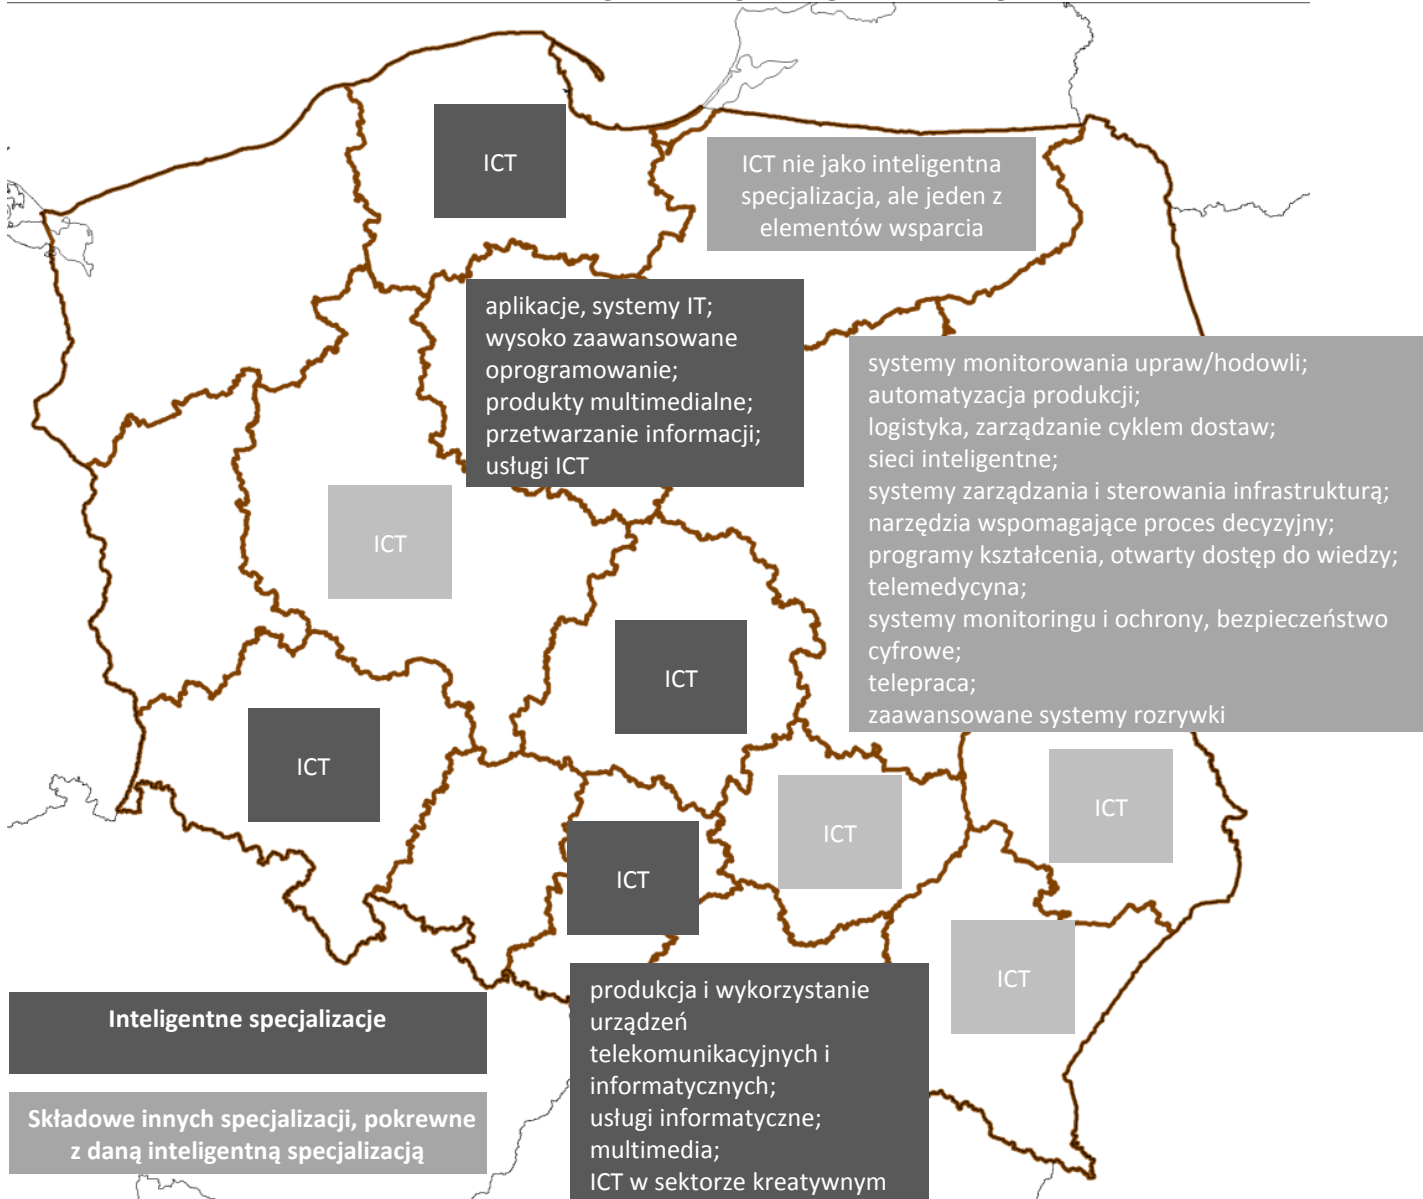 ICT
ICT nie jako inteligentna
specjalizacja, ale jeden z
elementów wsparcia
aplikacje, systemy IT;
wysoko zaawansowane
oprogramowanie;
produkty multimedialne;
przetwarzanie informacji;
usługi ICT
systemy monitorowania upraw/hodowli;
automatyzacja produkcji;
logistyka, zarządzanie cyklem dostaw;
sieci inteligentne;
systemy zarządzania i sterowania infrastrukturą;
narzędzia wspomagające proces decyzyjny;
programy kształcenia, otwarty dostęp do wiedzy;
telemedycyna;
systemy monitoringu i ochrony, bezpieczeństwo
cyfrowe;
telepraca;
zaawansowane systemy rozrywki
ICT
ICT
ICT
ICT
ICT
ICT
ICT
produkcja i wykorzystanie
urządzeń
telekomunikacyjnych i
informatycznych;
usługi informatyczne;
multimedia;
ICT w sektorze kreatywnym
Inteligentne specjalizacje
Składowe innych specjalizacji, pokrewne
z daną inteligentną specjalizacją